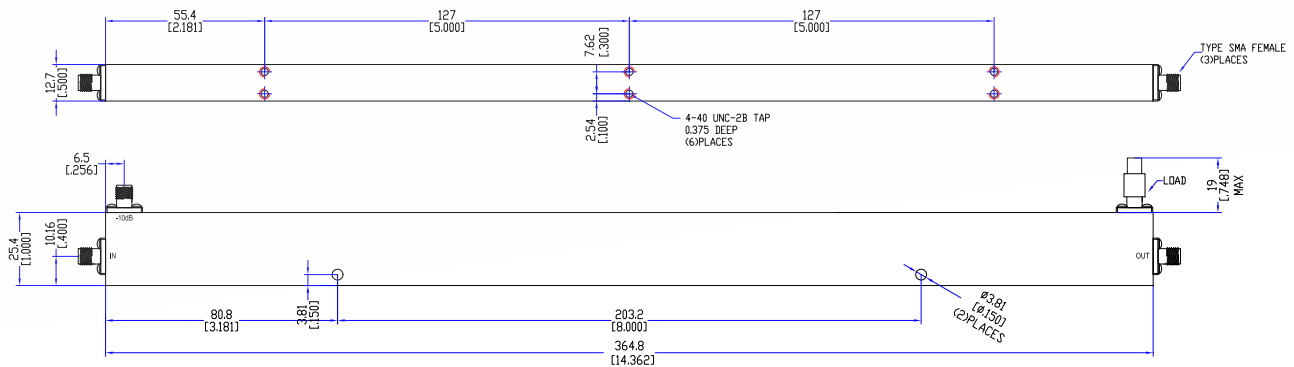 55.4
[2.181]
127
[5.000]
127
[5.000]
7.62
[.300]
TYPE SMA FEMALE
(3)PLACES
12.7
[.500]
2.54
[.100]
4-40 UNC-2B TAP
0.375 DEEP
(6)PLACES
6.5
[.256]
19
[.748]
MAX
LOAD
-10dB
25.4
[1.000]
10.16
[.400]
IN
OUT
80.8
[3.181]
3.81
[.150]
203.2
[8.000]
Ø3.81
[Ø.150]
(2)PLACES
364.8
[14.362]